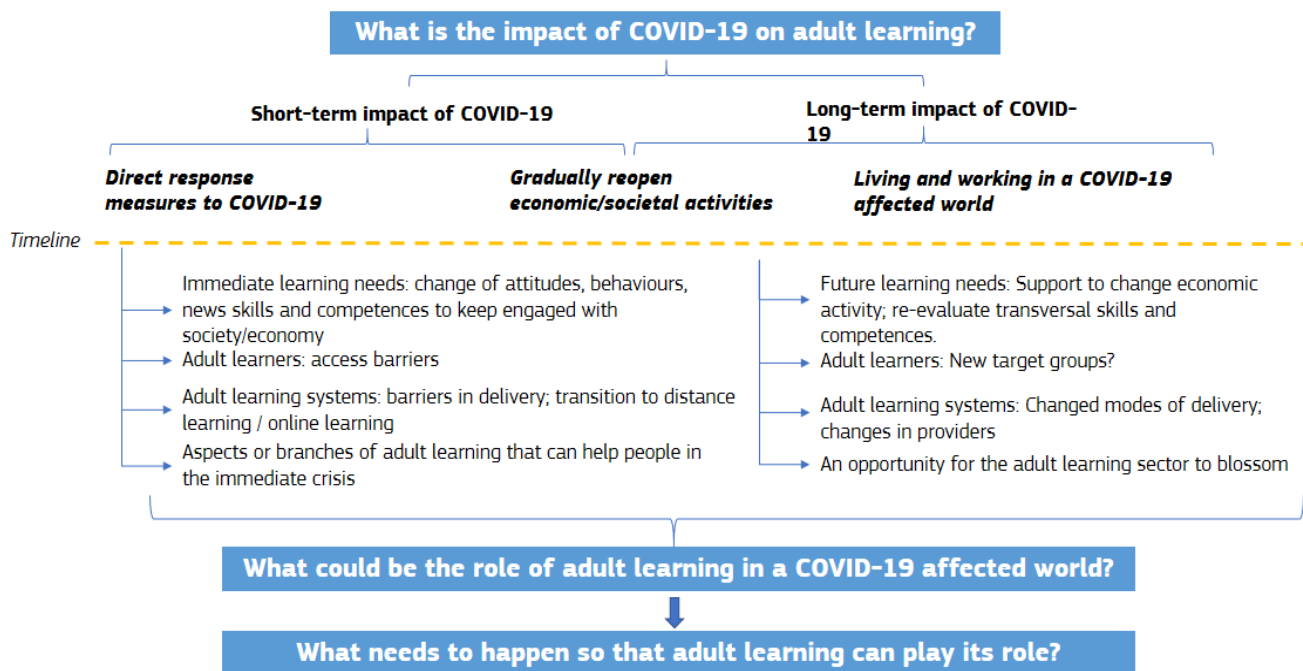 What is the impact of COVID-19 on adult learning?
Short-term impact of COVID-19
Long-term impact of COVID-
19
Direct response
measures to COVID-19
Gradually reopen
economic/societal activities
Living and working in a COVID-19
affected world
Timeline
Immediate learning needs: change of attitudes, behaviours,
news skills and competences to keep engaged with
society/economy
Adult learners: access barriers
Adult learning systems: barriers in delivery; transition to distance
learning / online learning
Aspects or branches of adult learning that can help people in
the immediate crisis
Future learning needs: Support to change economic
activity; re-evaluate transversal skills and
competences.
Adult learners: New target groups?
Adult learning systems: Changed modes of delivery;
changes in providers
An opportunity for the adult learning sector to blossom
What could be the role of adult learning in a COVID-19 affected world?
What needs to happen so that adult learning can play its role?